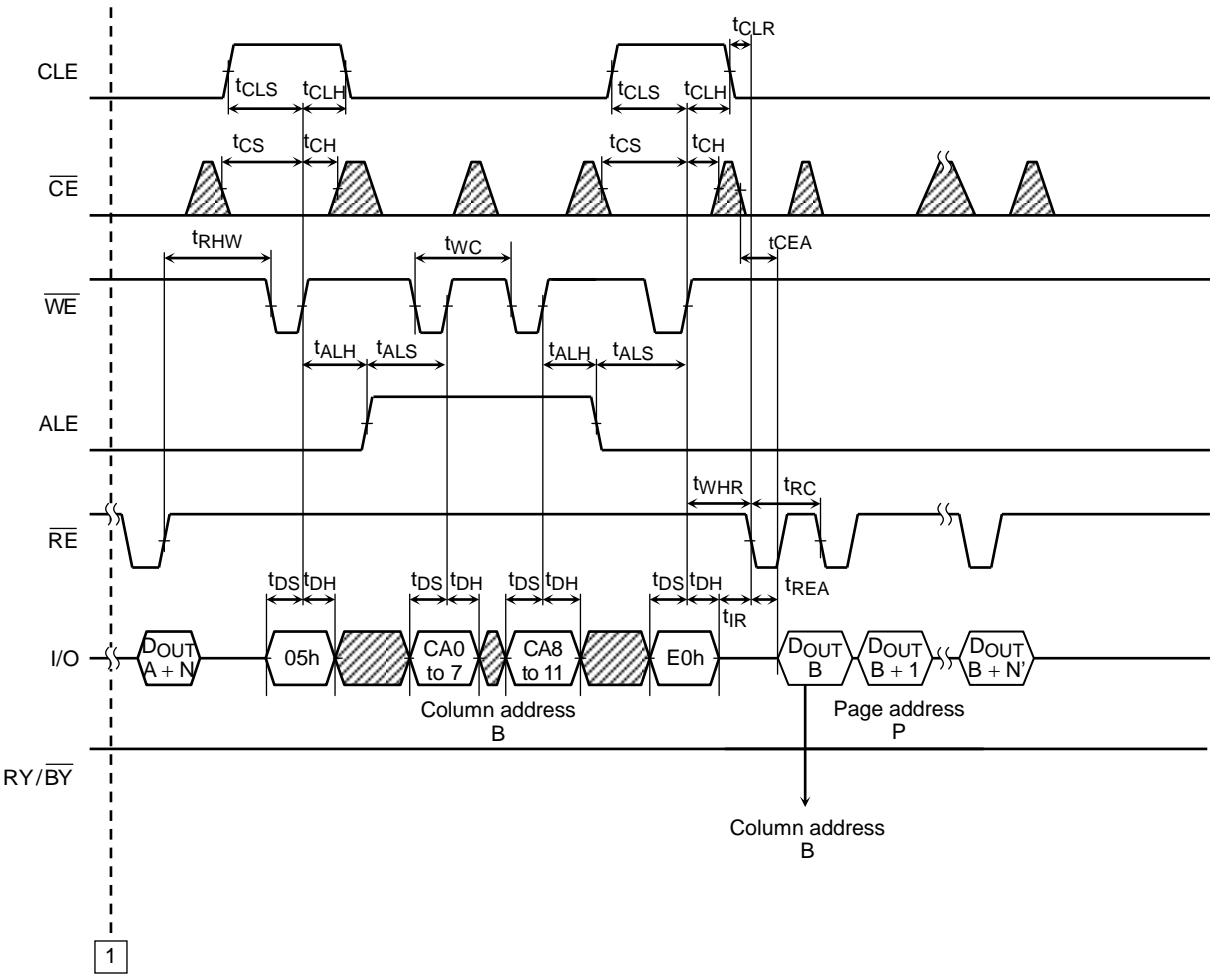 tCLR
CLE
tCLS tCLH tCLS tCLH
tCS tCH tCS tCH
CE
tRHW tWC tCEA
WE
tALH tALS tALH tALS
ALE
tWHR tRC
RE
tDS tDH tDS tDH tDS tDH tDS tDH tREA
tIR
I/O
DOUT
A + N
05h
CA0
to 7
CA8
to 11
E0h
DOUT
B
DOUT
B + 1
DOUT
B + N'
Column address
B
Page address
P
RY/BY
Column address
B
1